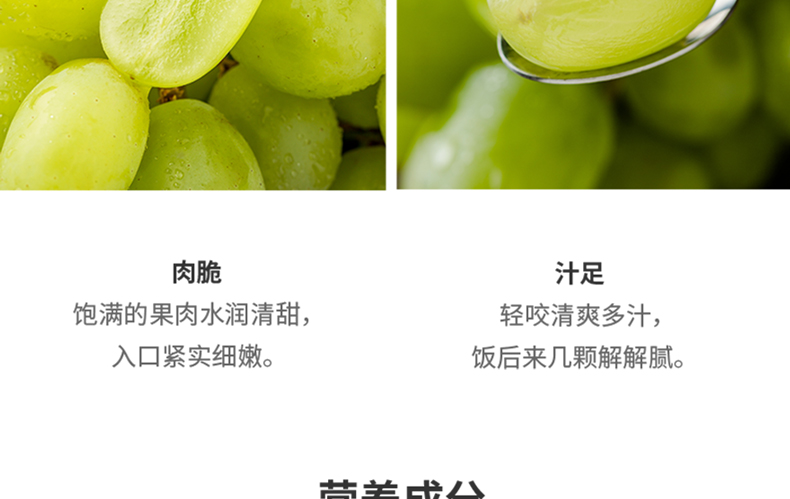 肉脆
饱满的果肉水润清甜，
入口紧实细嫩。
汁足
轻咬清爽多汁，
饭后来几颗解解腻。
营养成分